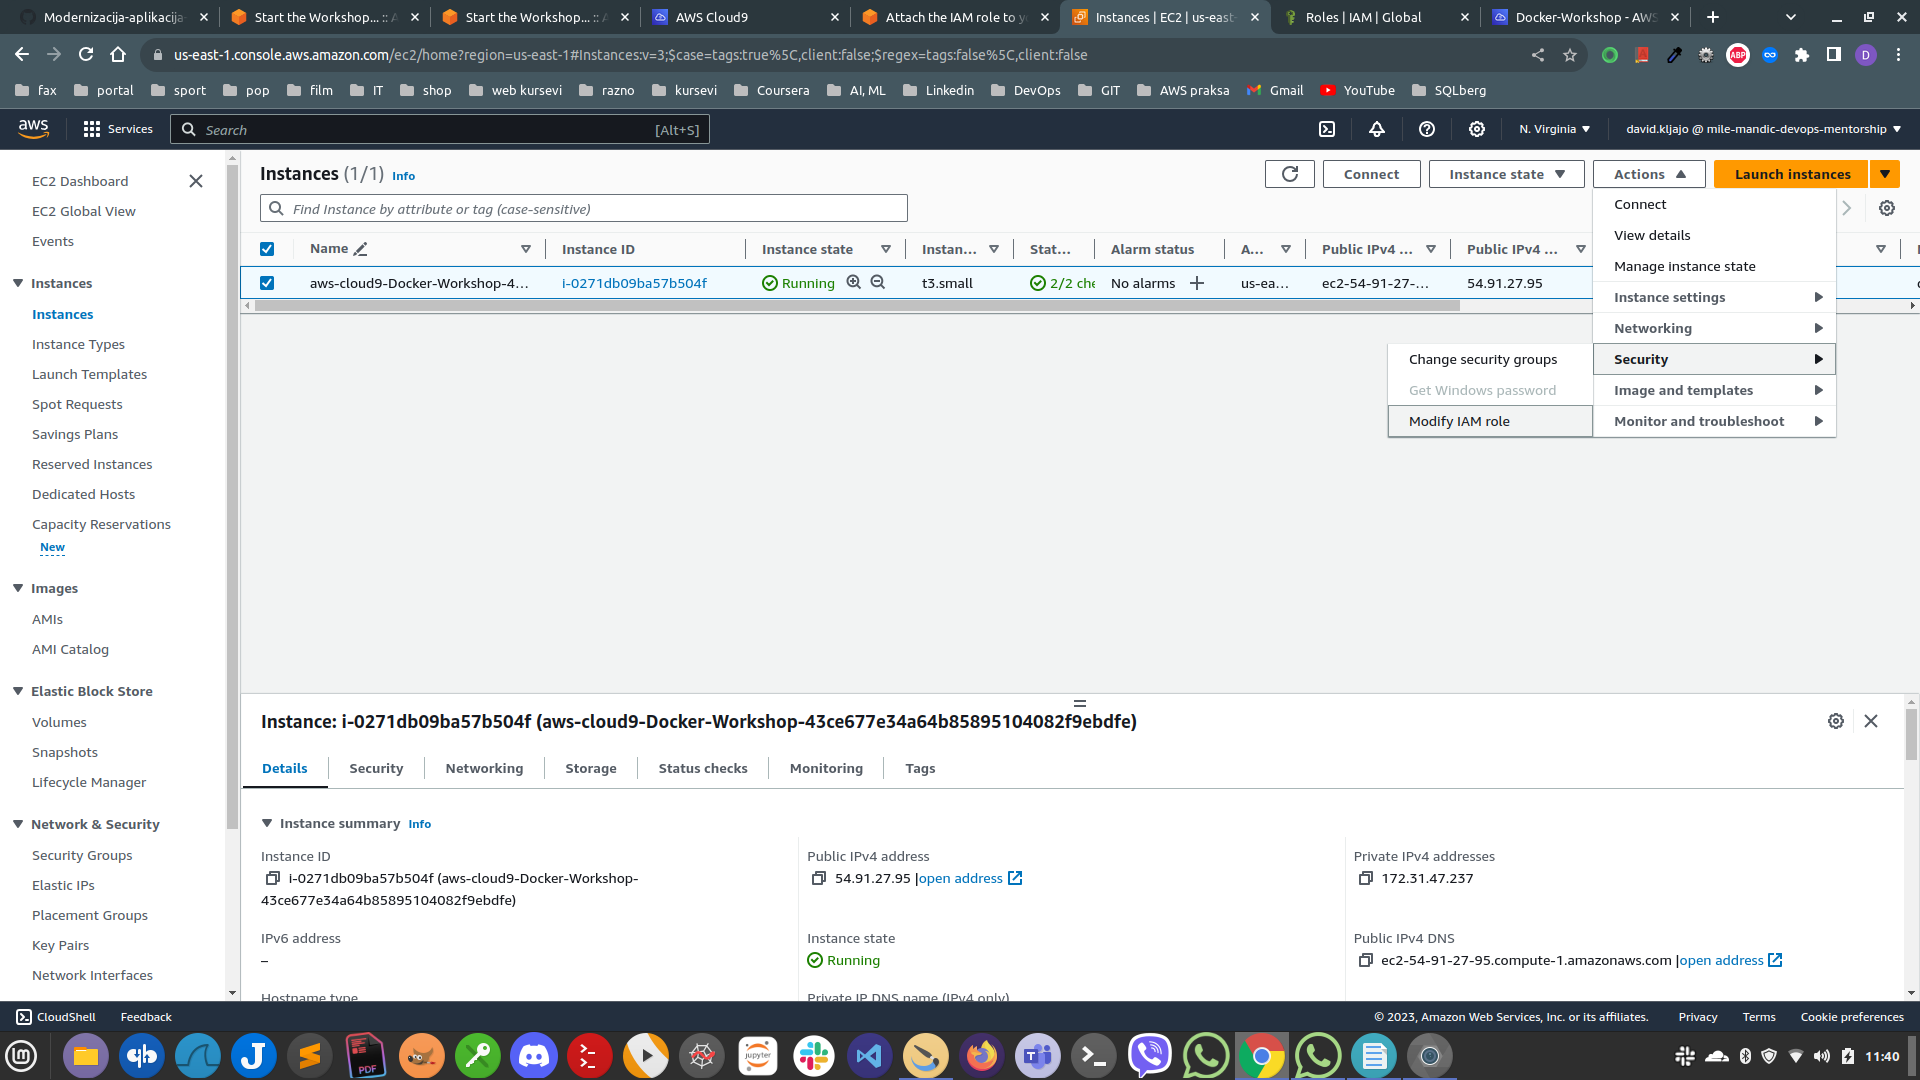 Modernizacija-aplikacija-
Start the Workshop... :: A
Start the Workshop... :: A
AWS Cloud9
Attach the IAM role to y
Instances | EC2 | us-east-
Roles | IAM | Global
Docker-Workshop - AWS
us-east-1.console.aws.amazon.com/ec2/home?region=us-east-1#Instances:v=3;$case=tags:true%5C,client:false;$regex=tags:false%5C,client:false
ABP
D
fax
portal
sport
pop
film
IT
shop
web kursevi
razno
kursevi
Coursera
AI, ML
Linkedin
DevOps
GIT
AWS praksa
Gmail
YouTube
SQLberg
aws
Services
Search
[Alt+S]
N. Virginia
david.kljajo @ mile-mandic-devops-mentorship
EC2 Dashboard
EC2 Global View
Events
Instances
Instances
Instance Types
Launch Templates
Spot Requests
Savings Plans
Reserved Instances
Dedicated Hosts
Capacity Reservations
New
Images
AMIs
AMI Catalog
Elastic Block Store
Volumes
Snapshots
Lifecycle Manager
Network & Security
Security Groups
Elastic IPs
Placement Groups
Key Pairs
Network Interfaces
Instances (1/1) Info
Connect
Instance state
Actions
Launch instances
Find Instance by attribute or tag (case-sensitive)
Name
Instance ID
Instance state
Instan...
Stat...
Alarm status
A...
Public IPv4 ...
Public IPv4 ...
aws-cloud9-Docker-Workshop-4...
i-0271db09ba57b504f
Running
t3.small
2/2 che
No alarms
us-ea...
ec2-54-91-27-...
54.91.27.95
Connect
View details
Manage instance state
Instance settings
Networking
Security
Image and templates
Monitor and troubleshoot
Change security groups
Get Windows password
Modify IAM role
Instance: i-0271db09ba57b504f (aws-cloud9-Docker-Workshop-43ce677e34a64b85895104082f9ebdfe)
Details
Security
Networking
Storage
Status checks
Monitoring
Tags
Instance summary Info
Instance ID
i-0271db09ba57b504f (aws-cloud9-Docker-Workshop-
43ce677e34a64b85895104082f9ebdfe)
Public IPv4 address
54.91.27.95 |open address
Private IPv4 addresses
172.31.47.237
IPv6 address
–
Instance state
Running
Public IPv4 DNS
ec2-54-91-27-95.compute-1.amazonaws.com |open address
Hostname type
Private IP DNS name (IPv4 only)
CloudShell
Feedback
© 2023, Amazon Web Services, Inc. or its affiliates.
Privacy
Terms
Cookie preferences
PDF
jupyter
11:40